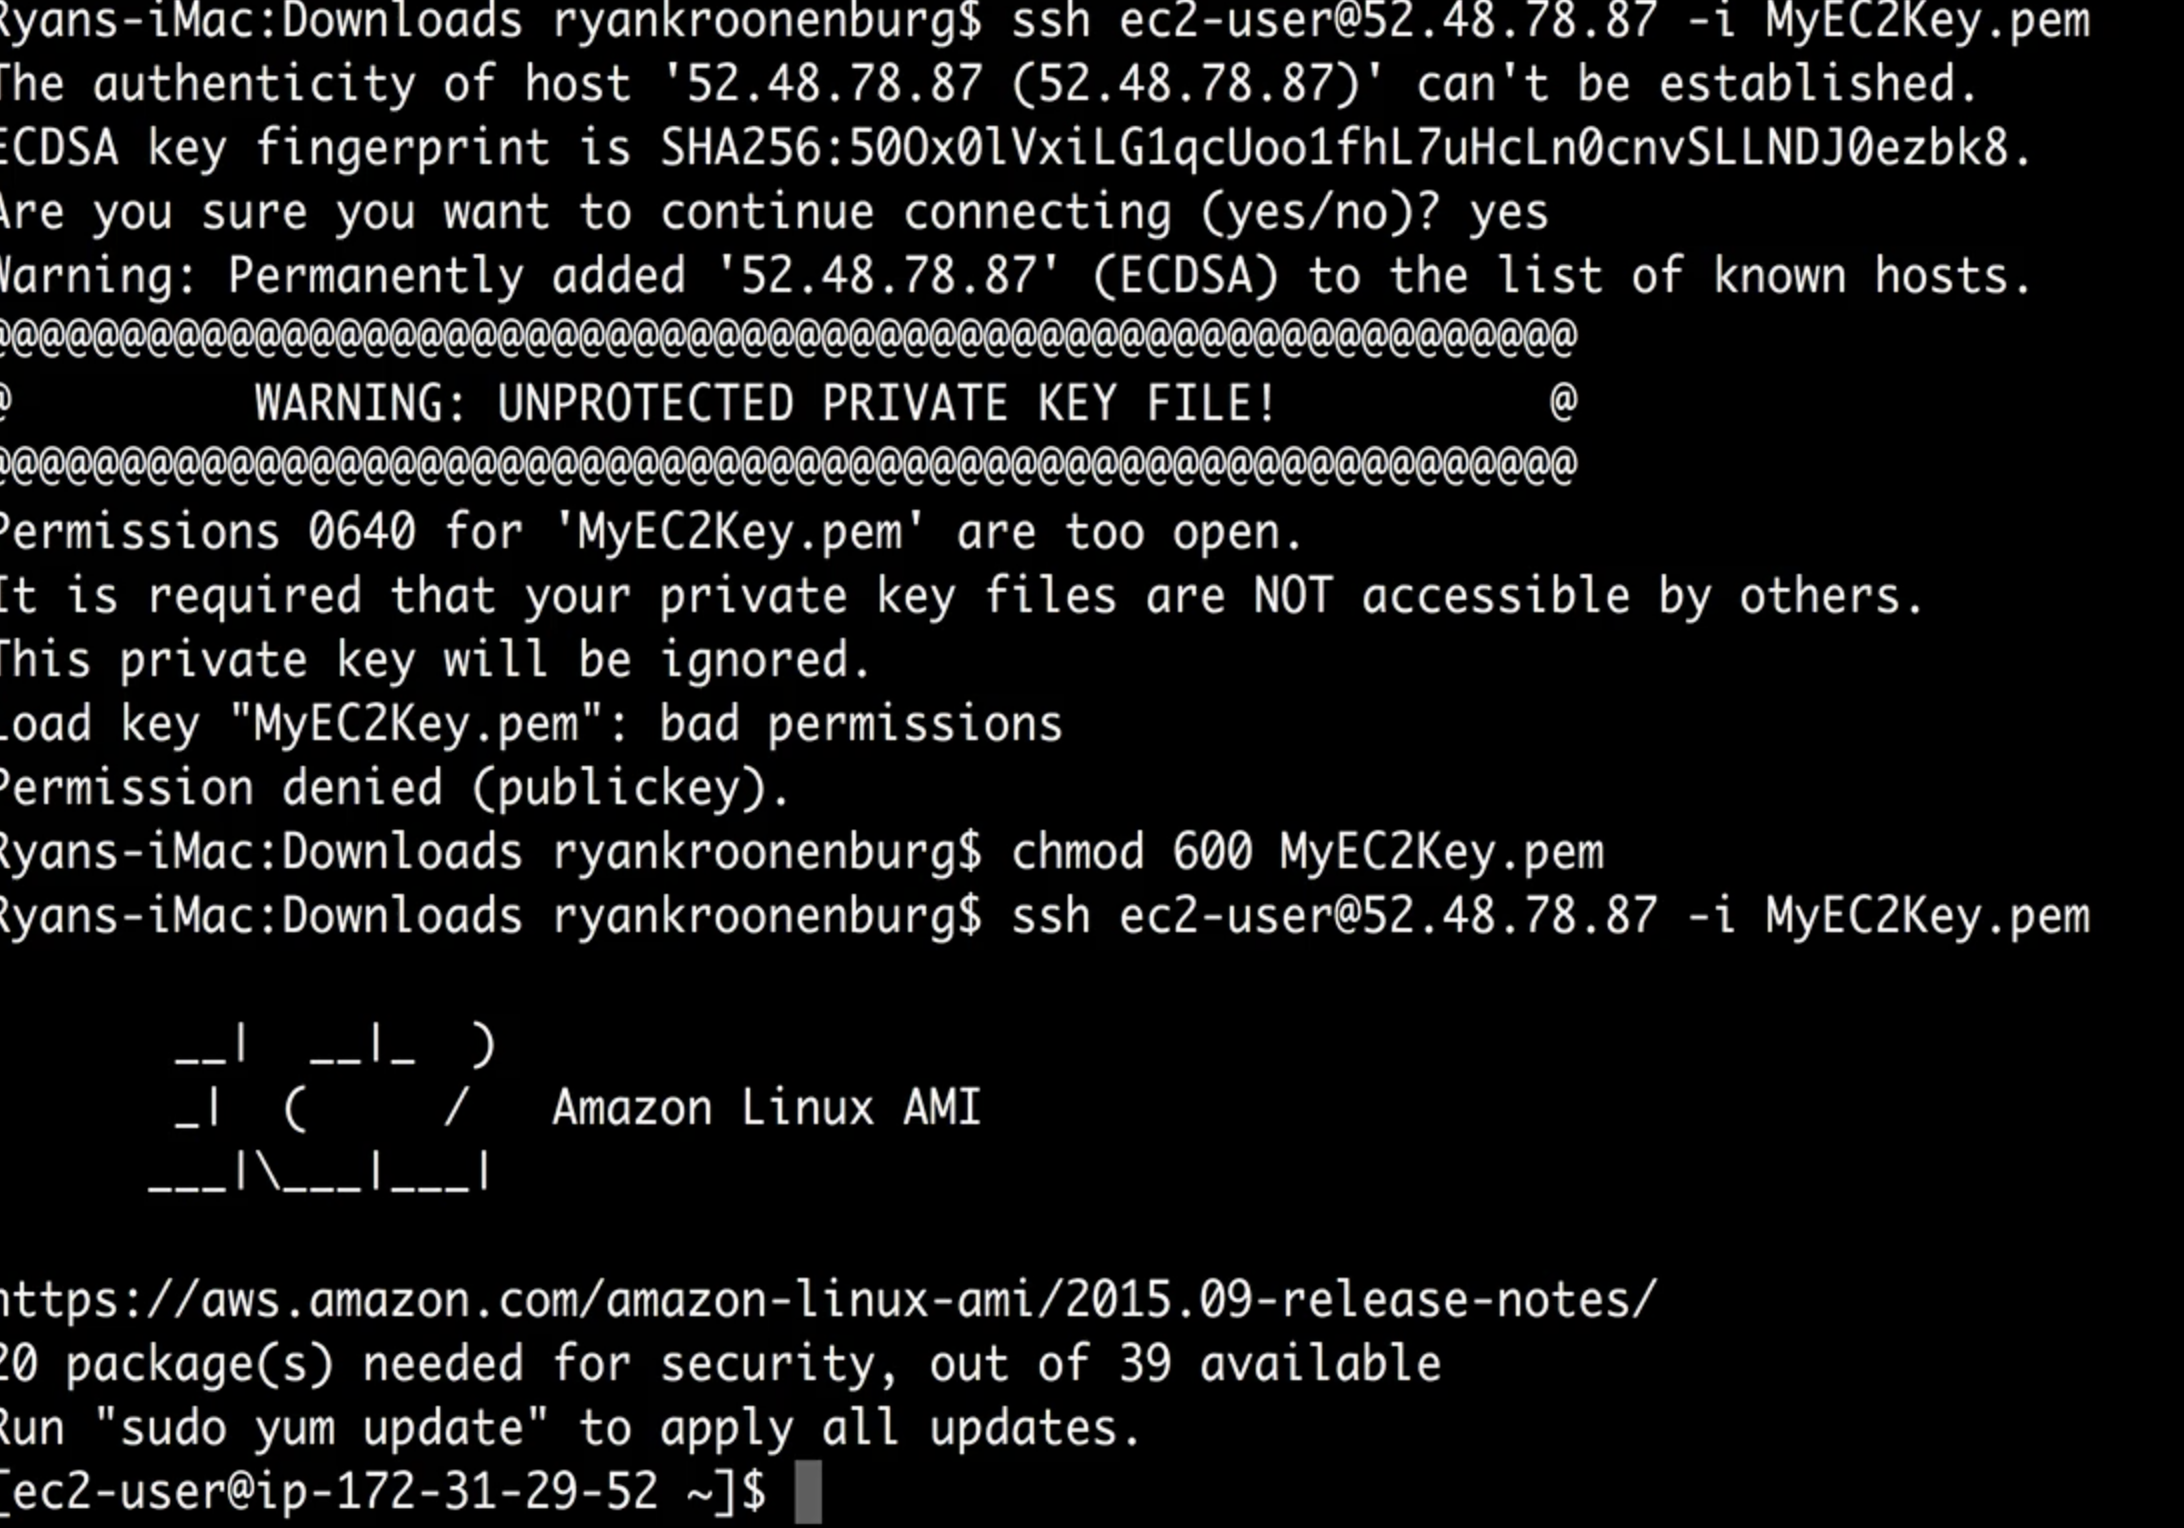 Ryans-iMac:Downloads ryankroonenburg$ ssh ec2-user@52.48.78.87 -i MyEC2Key.pem
The authenticity of host '52.48.78.87 (52.48.78.87)' can't be established.
ECDSA key fingerprint is SHA256:50Ox0lVxiLG1qcUoo1fhL7uHcLn0cnvSLLNDJ0ezbk8.
Are you sure you want to continue connecting (yes/no)? yes
Warning: Permanently added '52.48.78.87' (ECDSA) to the list of known hosts.
@@@@@@@@@@@@@@@@@@@@@@@@@@@@@@@@@@@@@@@@@@@@@@@@@@@@@@@@@@@
@         WARNING: UNPROTECTED PRIVATE KEY FILE!          @
@@@@@@@@@@@@@@@@@@@@@@@@@@@@@@@@@@@@@@@@@@@@@@@@@@@@@@@@@@@
Permissions 0640 for 'MyEC2Key.pem' are too open.
It is required that your private key files are NOT accessible by others.
This private key will be ignored.
Load key "MyEC2Key.pem": bad permissions
Permission denied (publickey).
Ryans-iMac:Downloads ryankroonenburg$ chmod 600 MyEC2Key.pem
Ryans-iMac:Downloads ryankroonenburg$ ssh ec2-user@52.48.78.87 -i MyEC2Key.pem
       __|  __|_  )
       _|  (     /   Amazon Linux AMI
      ___|\___|___|
https://aws.amazon.com/amazon-linux-ami/2015.09-release-notes/
20 package(s) needed for security, out of 39 available
Run "sudo yum update" to apply all updates.
[ec2-user@ip-172-31-29-52 ~]$